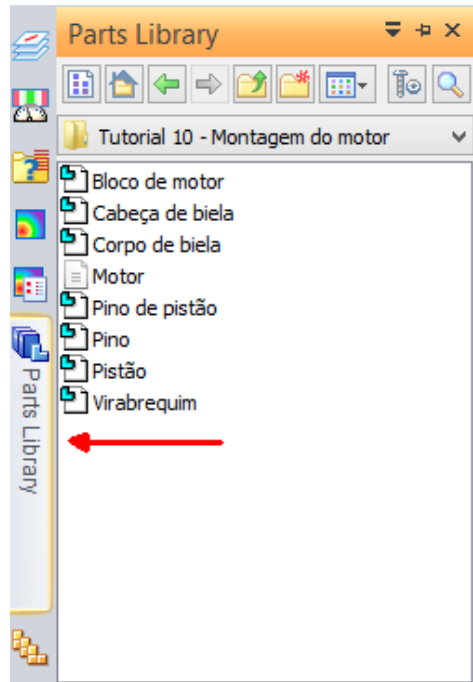 Parts Library
Tutorial 10 - Montagem do motor
Bloco de motor
Cabeça de biela
Corpo de biela
Motor
Pino de pistão
Pino
Pistão
Virabrequim
Parts Library